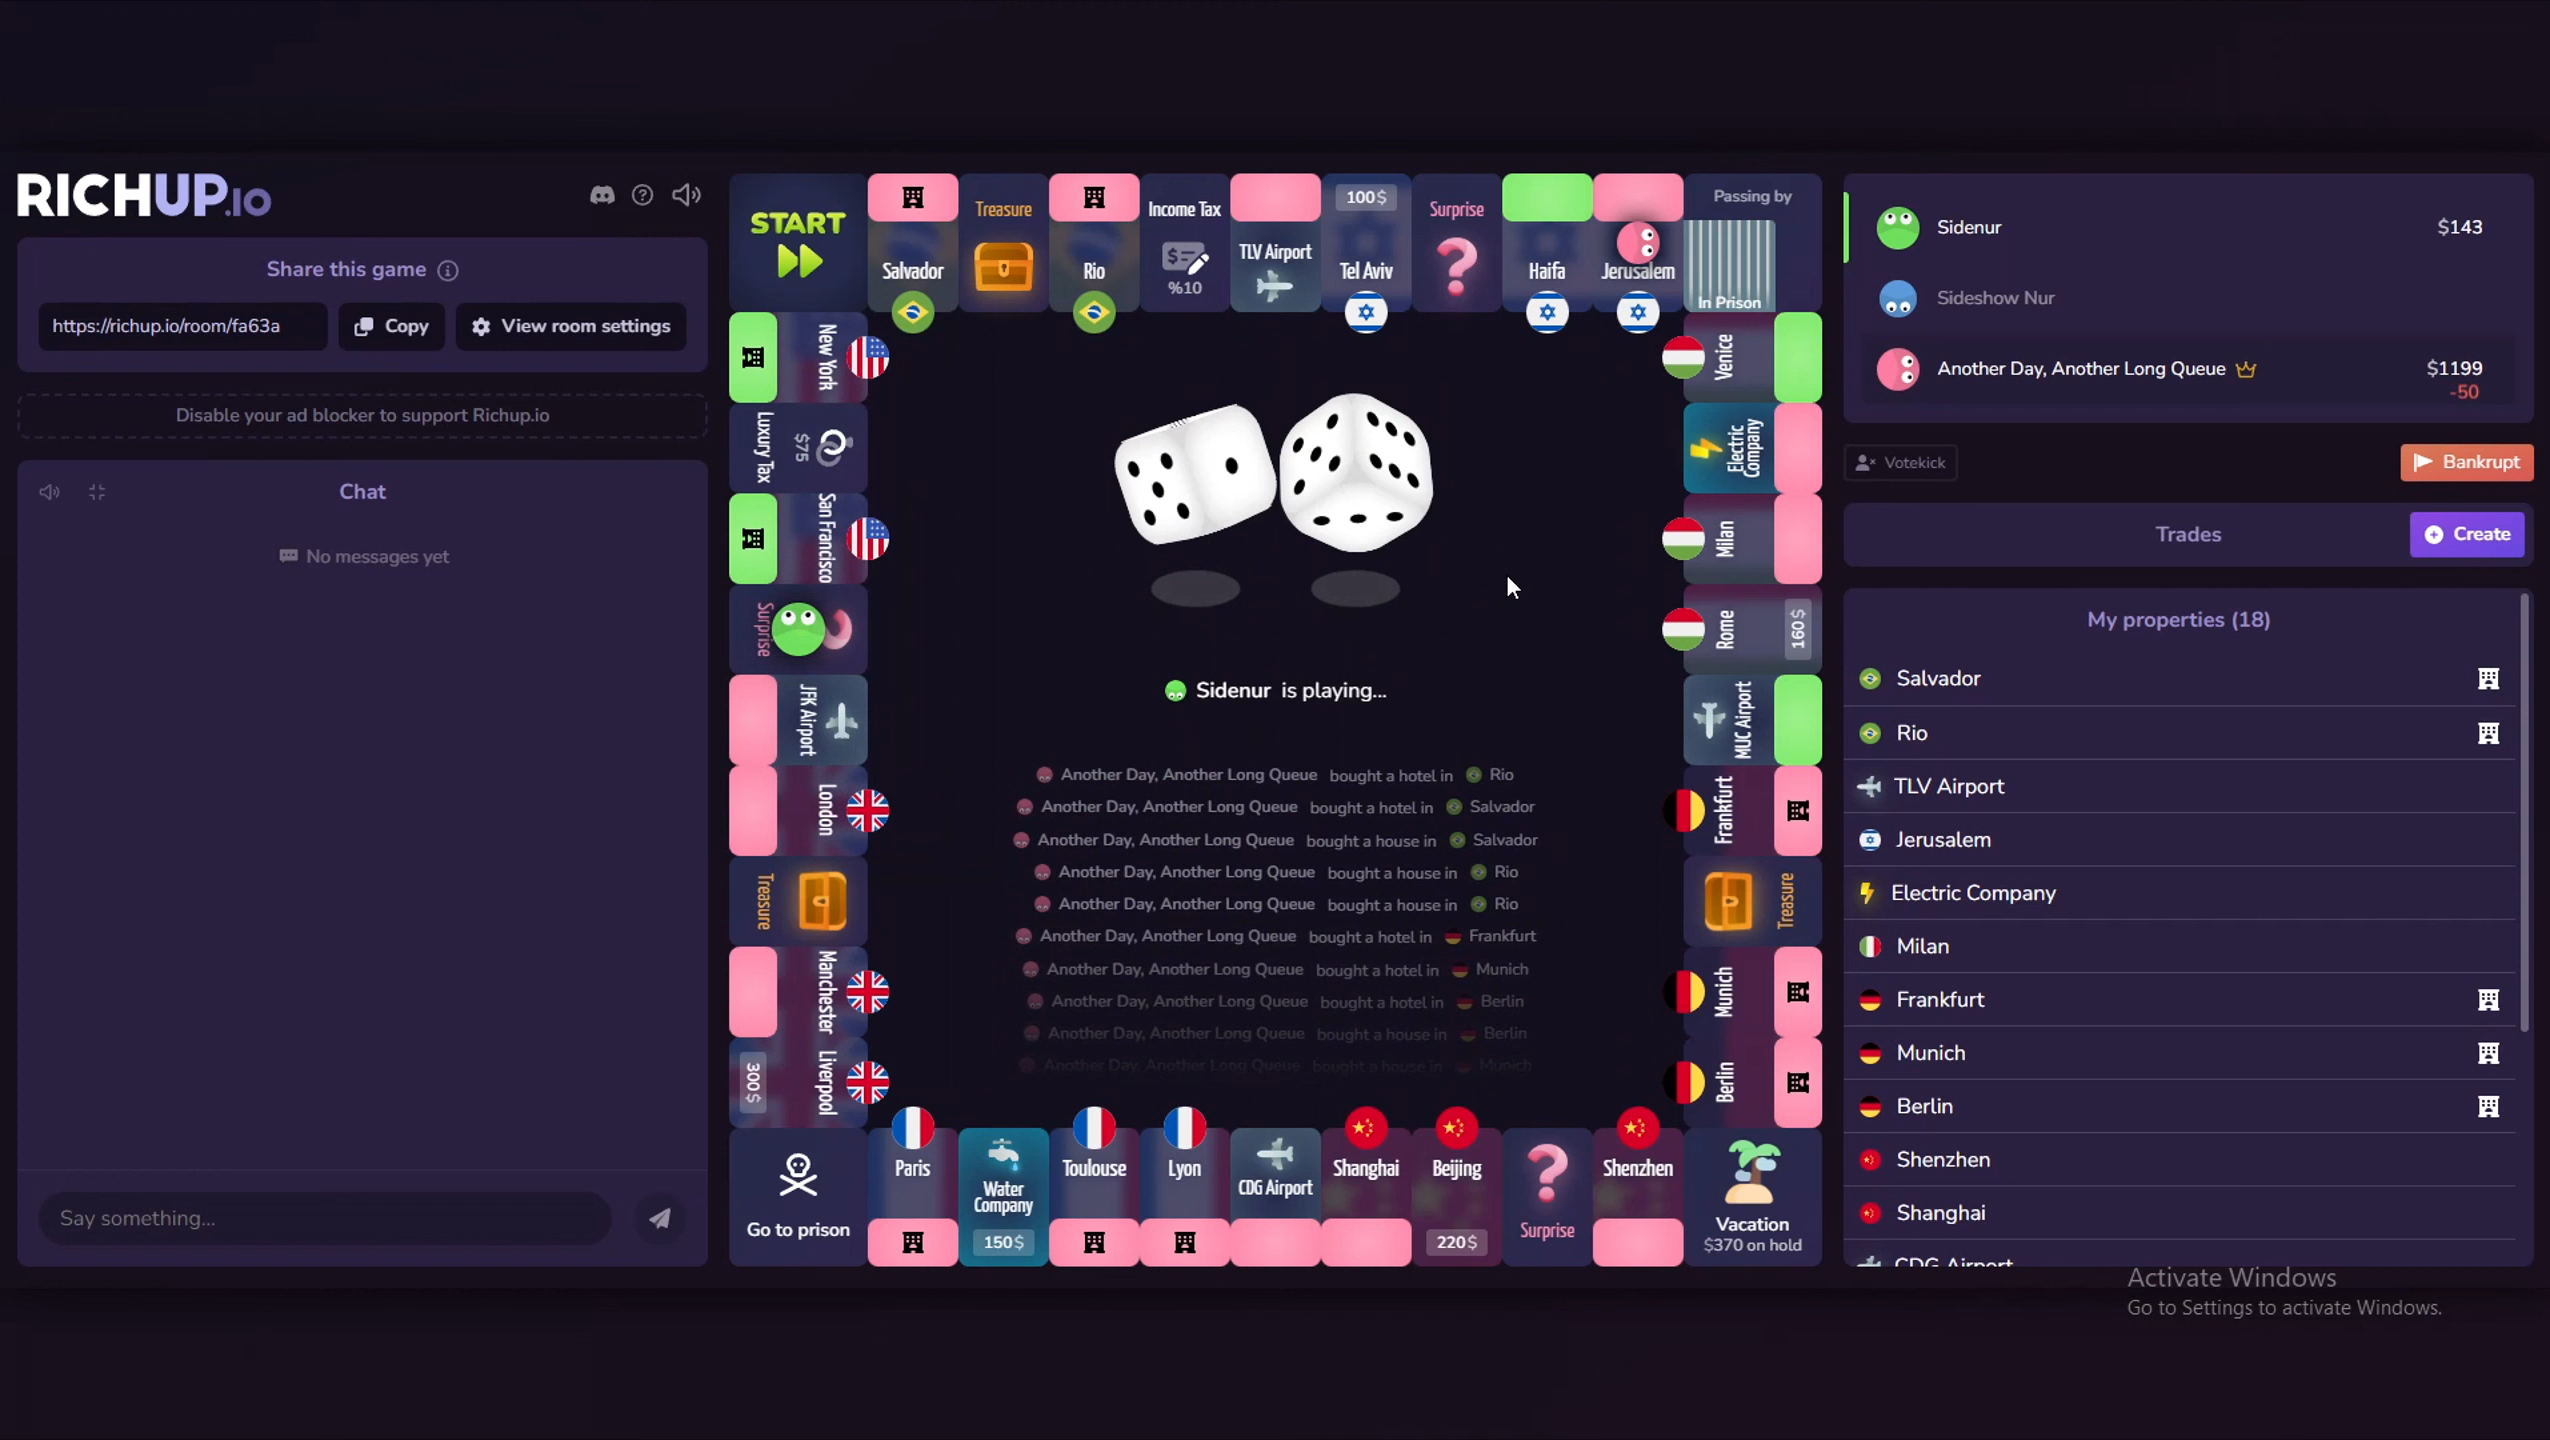 RICHUP.IO
Share this game
https://richup.io/room/fa63a
Copy
View room settings
Disable your ad blocker to support Richup.io
Chat
No messages yet
Say something...
START
Salvador
Treasure
Rio
Income Tax
%10
TLV Airport
100$
Tel Aviv
Surprise
Haifa
Jerusalem
Passing by
In Prison
New York
Luxury Tax
$75
San Francisco
Surprise
JFK Airport
London
Treasure
Manchester
Liverpool
300$
Venice
Electric Company
Milan
Rome
160$
MUC Airport
Frankfurt
Treasure
Munich
Berlin
Sidenur is playing...
Another Day, Another Long Queue bought a hotel in Rio
Another Day, Another Long Queue bought a hotel in Salvador
Another Day, Another Long Queue bought a house in Salvador
Another Day, Another Long Queue bought a house in Rio
Another Day, Another Long Queue bought a house in Rio
Another Day, Another Long Queue bought a hotel in Frankfurt
Another Day, Another Long Queue bought a hotel in Munich
Another Day, Another Long Queue bought a hotel in Berlin
Another Day, Another Long Queue bought a house in Berlin
Another Day, Another Long Queue bought a house in Munich
Go to prison
Paris
Water
Company
150$
Toulouse
Lyon
CDG Airport
Shanghai
Beijing
220$
Surprise
Shenzhen
Vacation
$370 on hold
Sidenur $143
Sideshow Nur
Another Day, Another Long Queue $1199
-50
Votekick
Bankrupt
Trades
Create
My properties (18)
Salvador
Rio
TLV Airport
Jerusalem
Electric Company
Milan
Frankfurt
Munich
Berlin
Shenzhen
Shanghai
CDG Airport
Activate Windows
Go to Settings to activate Windows.